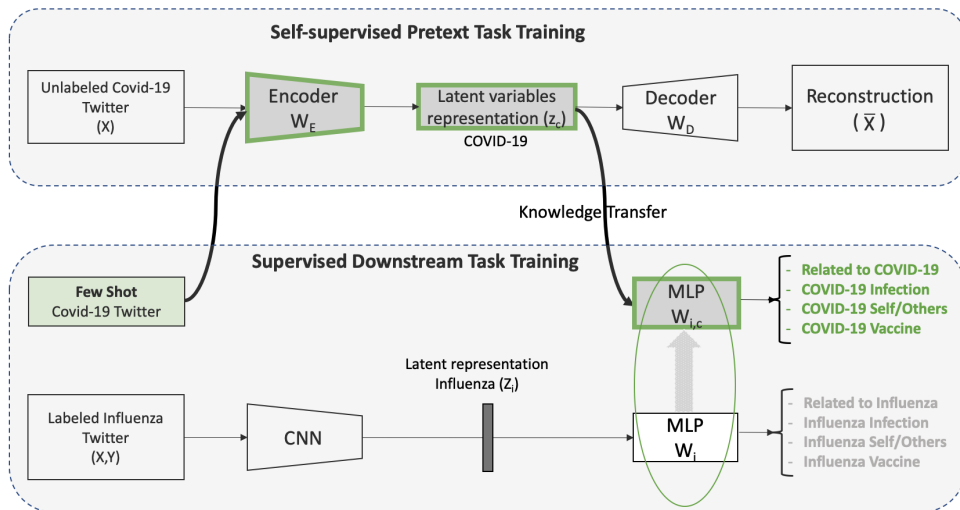 Self-supervised Pretext Task Training
Unlabeled Covid-19
Twitter
(X)
Encoder
W_E
Latent variables
representation (z_c)
COVID-19
Decoder
W_D
Reconstruction
( X̄ )
Knowledge Transfer
Supervised Downstream Task Training
Few Shot
Covid-19 Twitter
MLP
W_i,c
- Related to COVID-19
- COVID-19 Infection
- COVID-19 Self/Others
- COVID-19 Vaccine
Latent representation
Influenza (Z_i)
Labeled Influenza
Twitter
(X,Y)
CNN
MLP
W_i
- Related to Influenza
- Influenza Infection
- Influenza Self/Others
- Influenza Vaccine